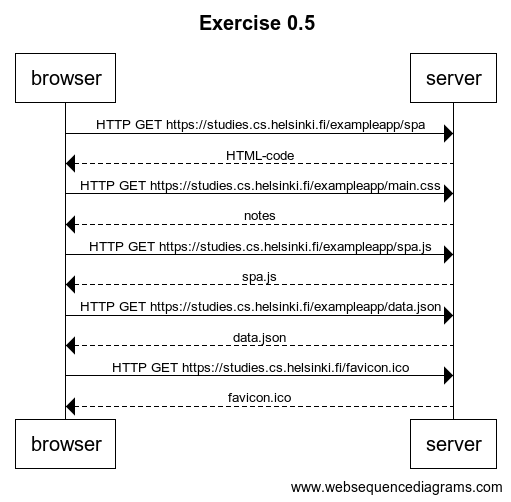 Exercise 0.5
browser
server
HTTP GET https://studies.cs.helsinki.fi/exampleapp/spa
HTML-code
HTTP GET https://studies.cs.helsinki.fi/exampleapp/main.css
notes
HTTP GET https://studies.cs.helsinki.fi/exampleapp/spa.js
spa.js
HTTP GET https://studies.cs.helsinki.fi/exampleapp/data.json
data.json
HTTP GET https://studies.cs.helsinki.fi/favicon.ico
favicon.ico
browser
server
www.websequencediagrams.com